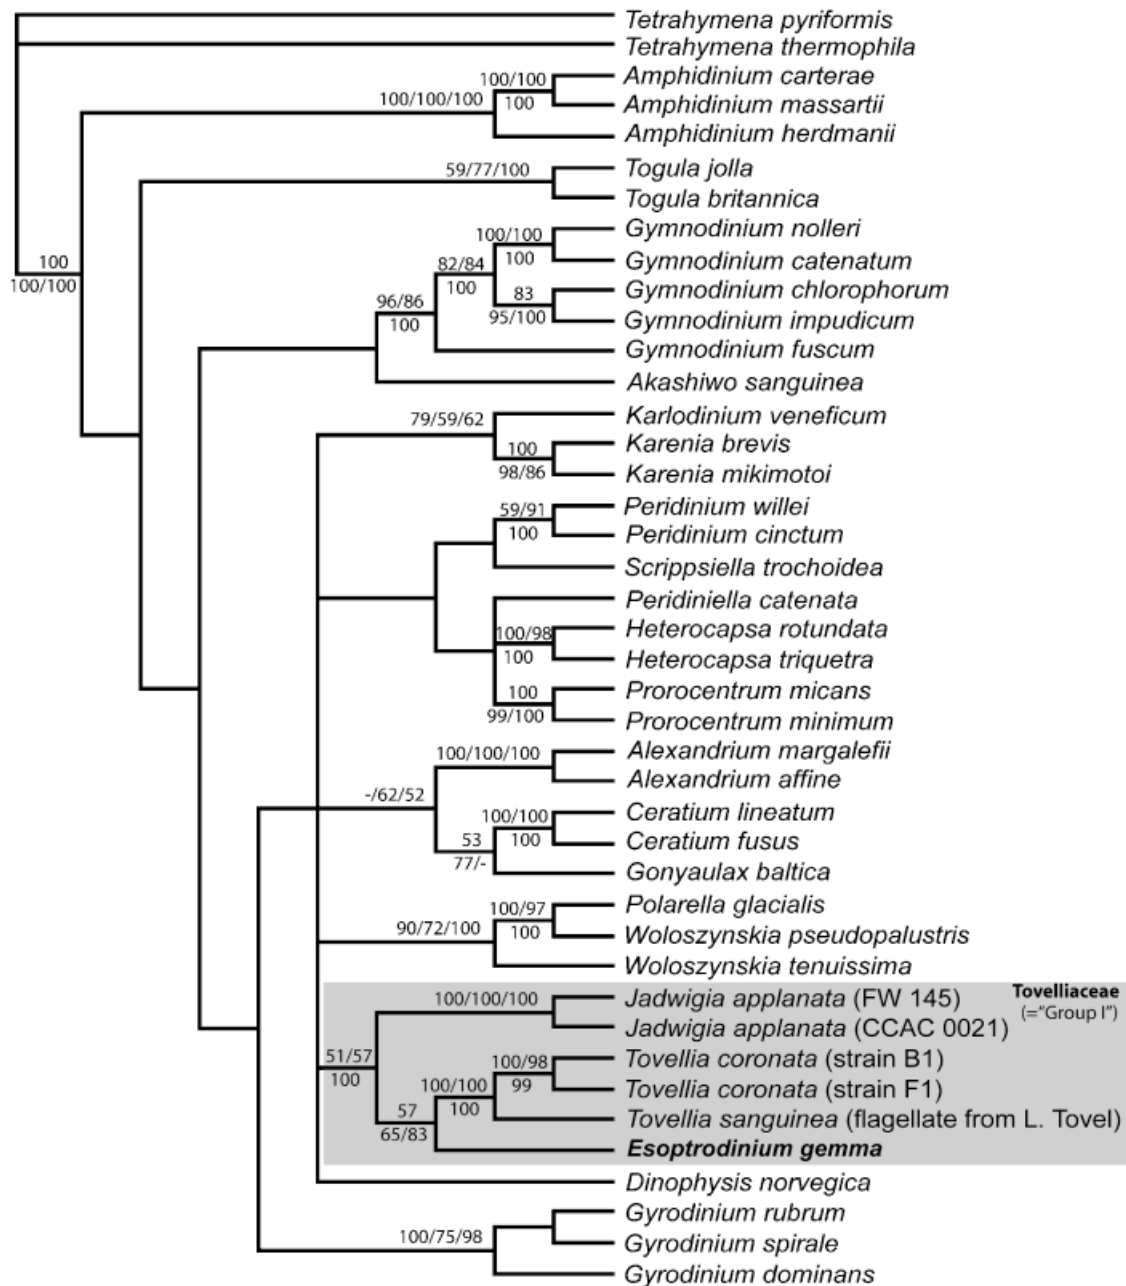 Tetrahymena pyriformis
Tetrahymena thermophila
100/100
Amphidinium carterae
100/100/100
100
Amphidinium massartii
Amphidinium herdmanii
59/77/100
Togula jolla
Togula britannica
100/100
Gymnodinium nolleri
100
100/100
82/84
100
100
Gymnodinium catenatum
83
Gymnodinium chlorophorum
96/86
100
95/100
Gymnodinium impudicum
Gymnodinium fuscum
Akashiwo sanguinea
79/59/62
Karlodinium veneficum
100
Karenia brevis
98/86
Karenia mikimotoi
59/91
Peridinium willei
100
Peridinium cinctum
Scrippsiella trochoidea
Peridiniella catenata
100/98
Heterocapsa rotundata
100
Heterocapsa triquetra
100
Prorocentrum micans
99/100
Prorocentrum minimum
100/100/100
Alexandrium margalefii
Alexandrium affine
-/62/52
100/100
Ceratium lineatum
53
100
Ceratium fusus
77/-
Gonyaulax baltica
100/97
Polarella glacialis
90/72/100
100
Woloszynskia pseudopalustris
Woloszynskia tenuissima
100/100/100
Jadwigia applanata (FW 145)
Tovelliaceae
(="Group I")
Jadwigia applanata (CCAC 0021)
51/57
100
100/98
Tovellia coronata (strain B1)
100/100
99
Tovellia coronata (strain F1)
57
100
Tovellia sanguinea (flagellate from L. Tovel)
65/83
Esoptrodinium gemma
Dinophysis norvegica
Gyrodinium rubrum
100/75/98
Gyrodinium spirale
Gyrodinium dominans